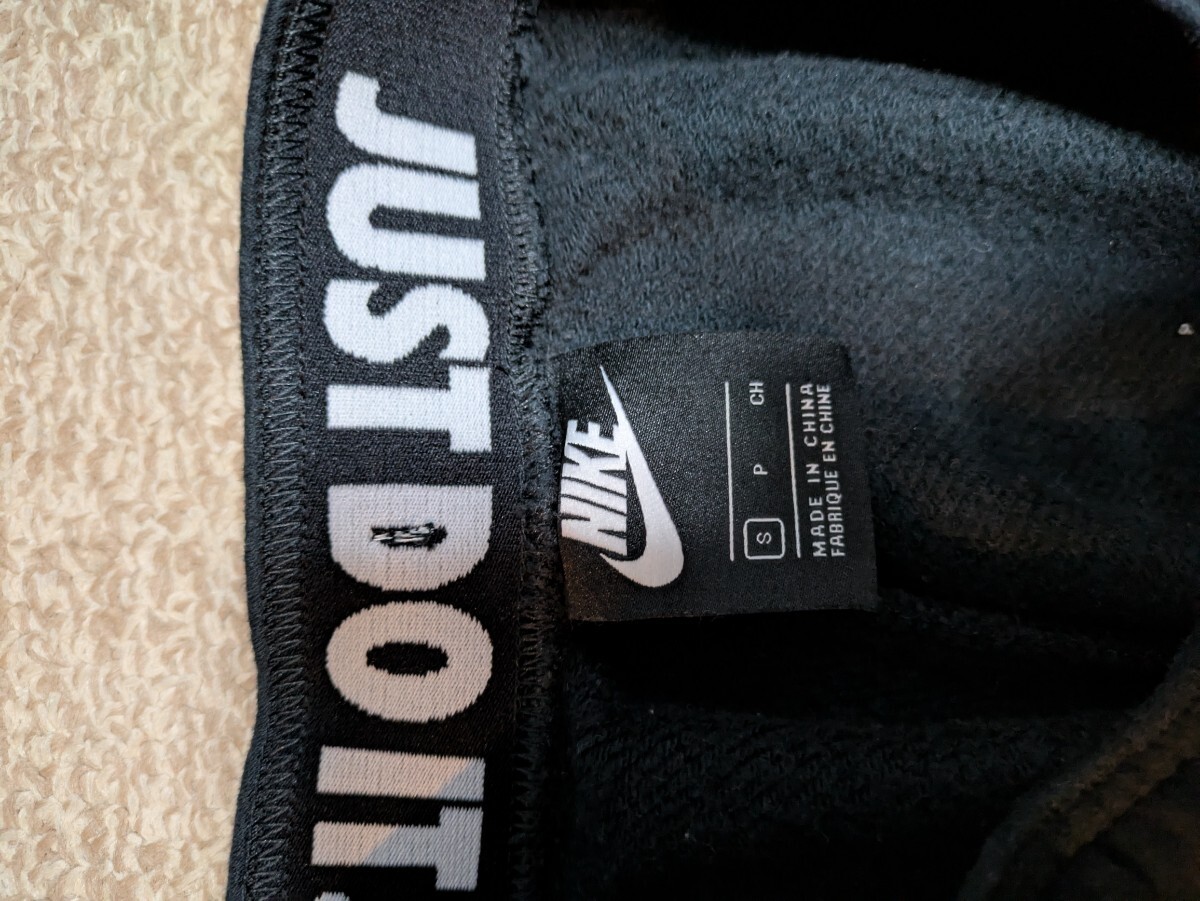 JUST DO IT.
NIKE
S P CH
MADE IN CHINA
FABRIQUE EN CHINE